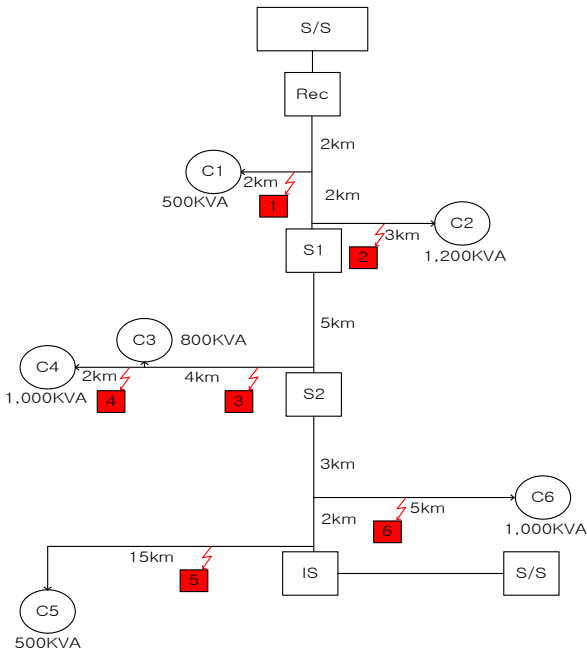 S/S
Rec
2km
C1
2km
500KVA
1
2km
C2
3km
1,200KVA
2
S1
5km
C3
800KVA
C4
2km
4km
1,000KVA
4
3
S2
3km
C6
5km
1,000KVA
6
2km
15km
5
IS
S/S
C5
500KVA